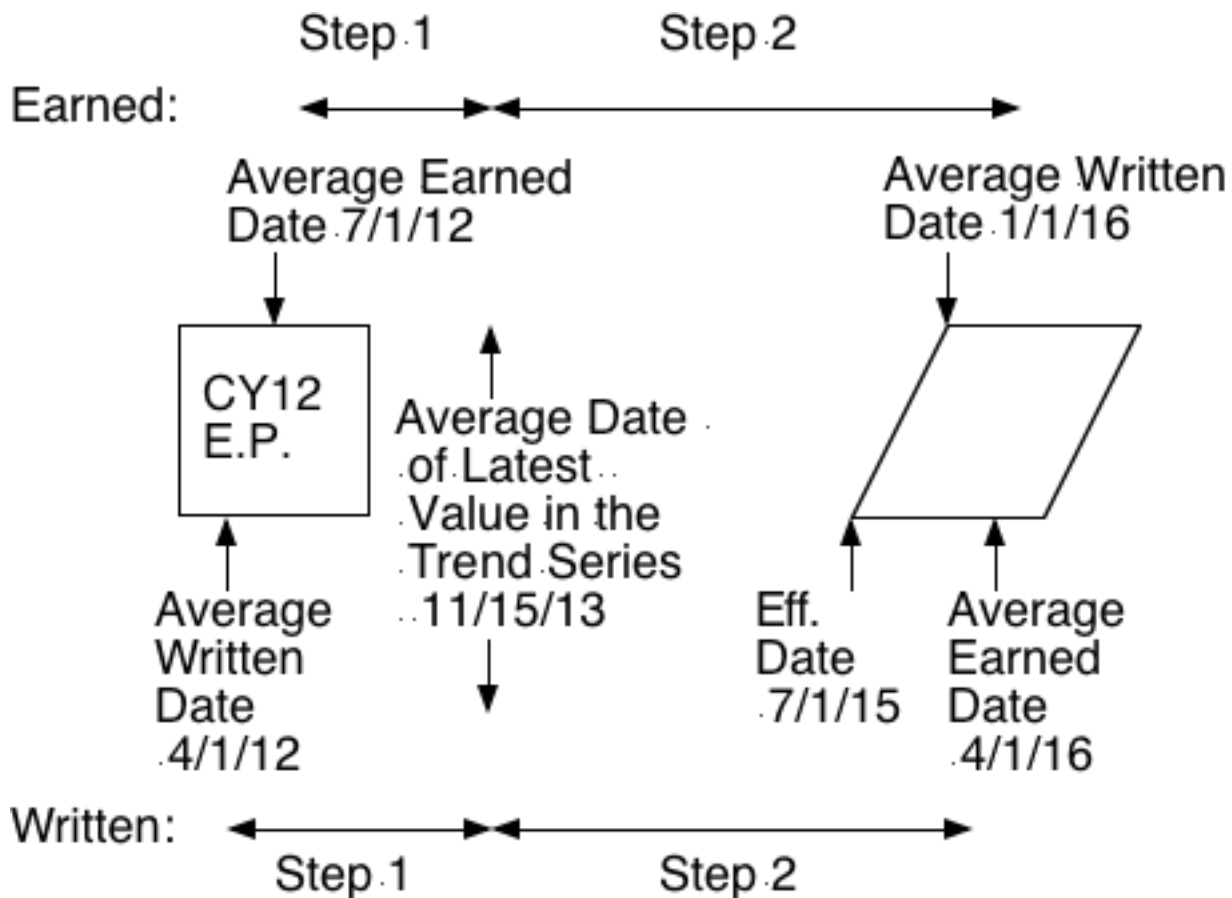 Step 1
Step 2
Earned:
Average Earned
Date 7/1/12
Average Written
Date 1/1/16
CY12
E.P.
Average Date
of Latest
Value in the
Trend Series
11/15/13
Average
Written
Date
4/1/12
Eff.
Date
7/1/15
Average
Earned
Date
4/1/16
Written:
Step 1
Step 2